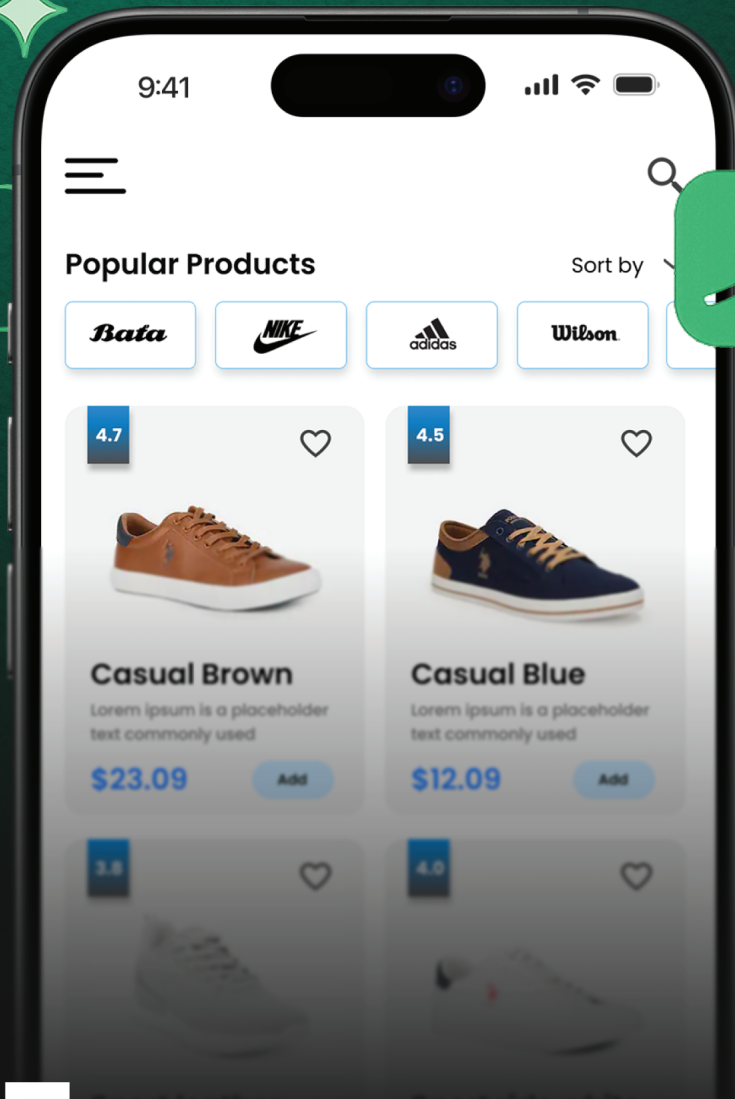 9:41
Popular Products
Sort by
Bata
NIKE
adidas
Wilson
4.7
4.5
Casual Brown
Casual Blue
Lorem ipsum is a placeholder
text commonly used
Lorem ipsum is a placeholder
text commonly used
$23.09
Add
$12.09
Add
3.8
4.0